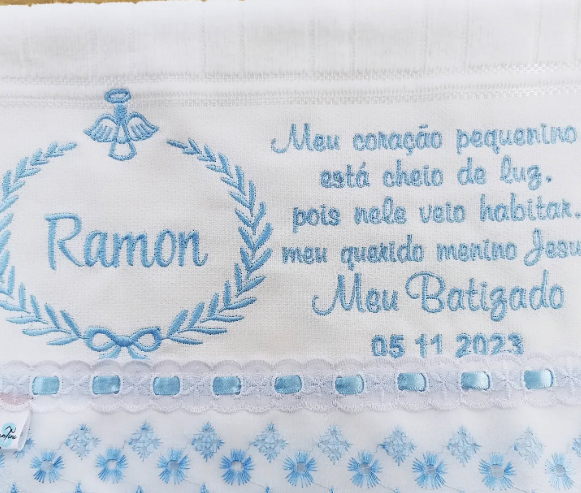 Ramon
Meu coração pequenino
está cheio de luz,
pois nele veio habitar,
meu querido menino Jesu
Meu Batizado
05 11 2023